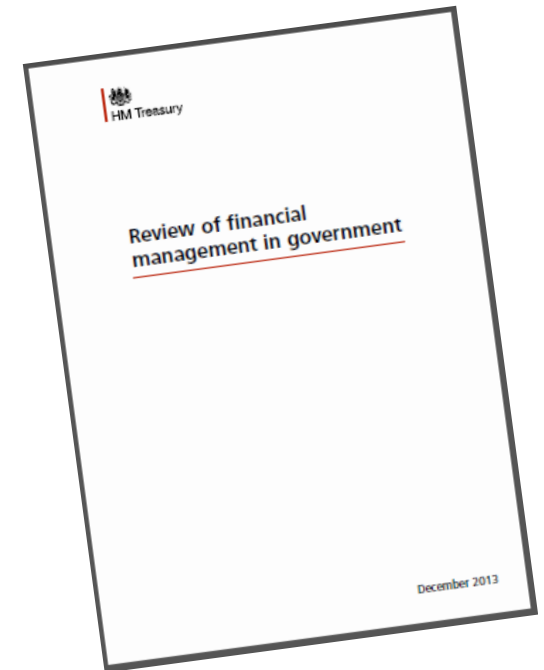 HM Treasury
Review of financial
management in government
December 2013